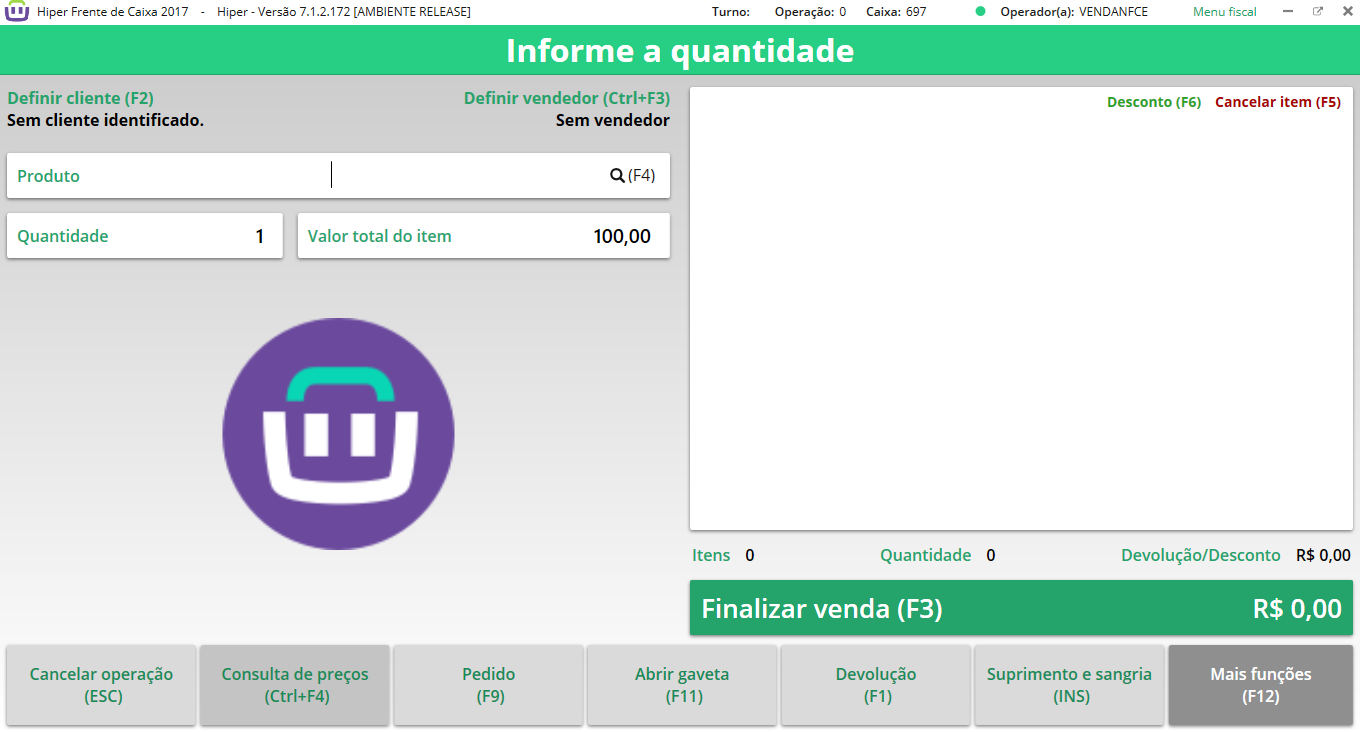 Hiper Frente de Caixa 2017 - Hiper - Versão 7.1.2.172 [AMBIENTE RELEASE] Turno: Operação: 0 Caixa: 697 Operador(a): VENDANFCE Menu fiscal
Informe a quantidade
Definir cliente (F2) Definir vendedor (Ctrl+F3)
Sem cliente identificado. Sem vendedor
Produto (F4)
Quantidade 1 Valor total do item 100,00
Desconto (F6) Cancelar item (F5)
Itens 0 Quantidade 0 Devolução/Desconto R$ 0,00
Finalizar venda (F3) R$ 0,00
Cancelar operação
(ESC)
Consulta de preços
(Ctrl+F4)
Pedido
(F9)
Abrir gaveta
(F11)
Devolução
(F1)
Suprimento e sangria
(INS)
Mais funções
(F12)